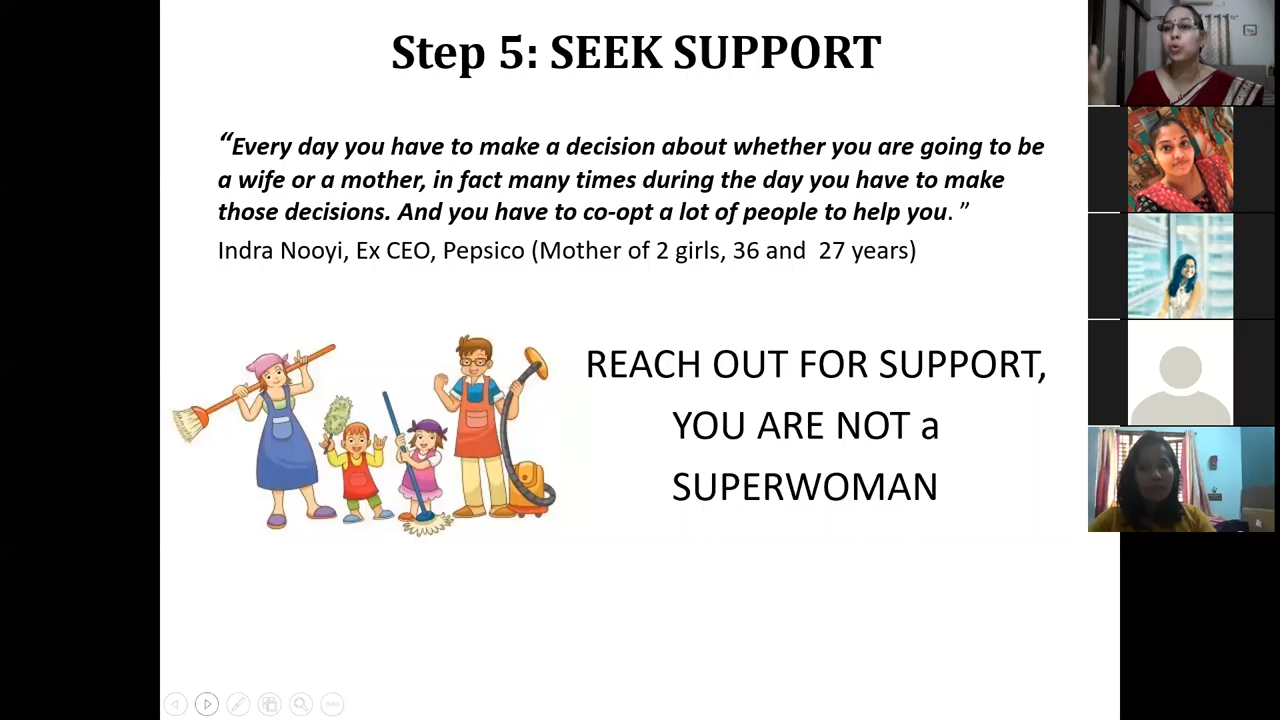 Step 5: SEEK SUPPORT
“Every day you have to make a decision about whether you are going to be
a wife or a mother, in fact many times during the day you have to make
those decisions. And you have to co-opt a lot of people to help you. ”
Indra Nooyi, Ex CEO, Pepsico (Mother of 2 girls, 36 and  27 years)
REACH OUT FOR SUPPORT,
YOU ARE NOT a
SUPERWOMAN